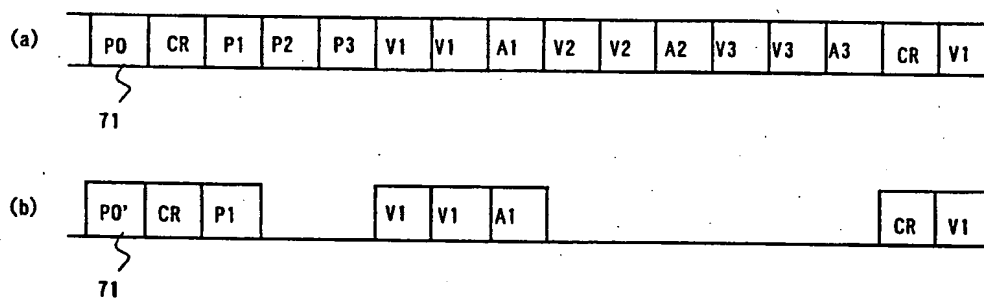 (a) P0 CR P1 P2 P3 V1 V1 A1 V2 V2 A2 V3 V3 A3 CR V1
71
(b) P0' CR P1 V1 V1 A1 CR V1
71